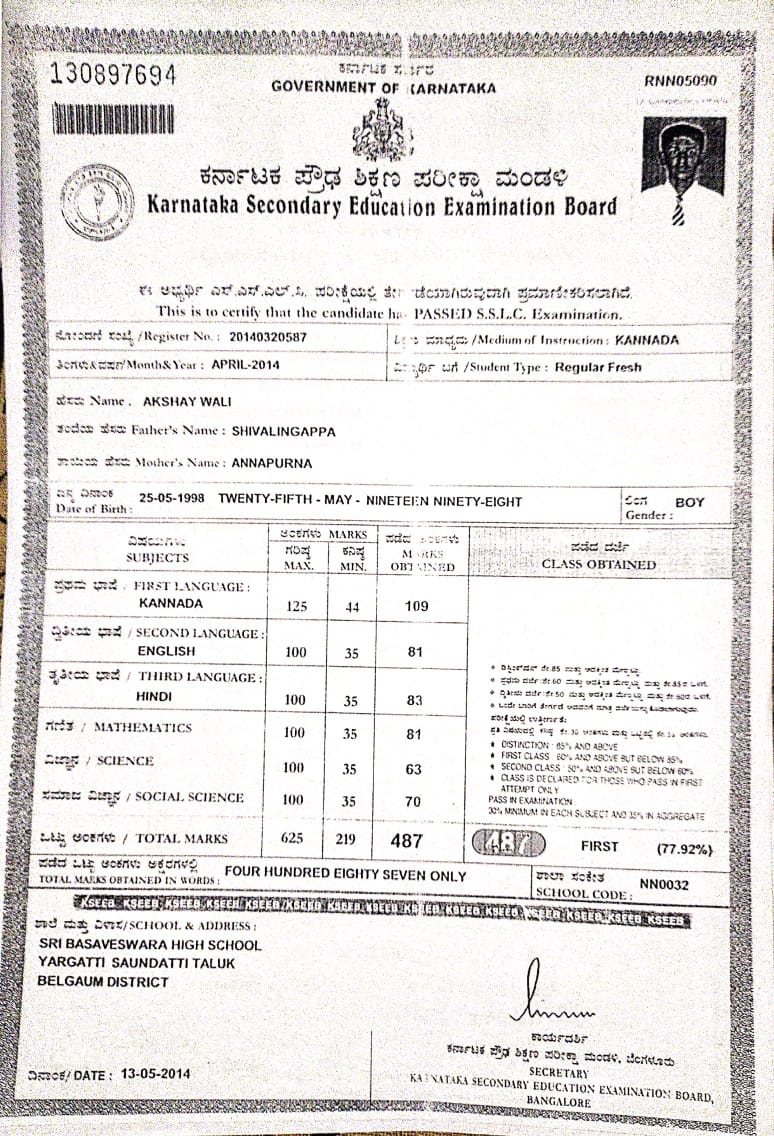 130897694
ಕರ್ನಾಟಕ ಸರ್ಕಾರ
GOVERNMENT OF KARNATAKA
RNN05090
ಕರ್ನಾಟಕ ಪ್ರೌಢ ಶಿಕ್ಷಣ ಪರೀಕ್ಷಾ ಮಂಡಳಿ
Karnataka Secondary Education Examination Board
ಈ ಅಭ್ಯರ್ಥಿ ಎಸ್.ಎಸ್.ಎಲ್.ಸಿ. ಪರೀಕ್ಷೆಯಲ್ಲಿ ತೇರ್ಗಡೆಯಾಗಿರುವುದಾಗಿ ಪ್ರಮಾಣೀಕರಿಸಲಾಗಿದೆ.
This is to certify that the candidate has PASSED S.S.L.C. Examination.
ನೋಂದಣಿ ಸಂಖ್ಯೆ /Register No. : 20140320587
ಮಾಧ್ಯಮ /Medium of Instruction : KANNADA
ತಿಂಗಳು&ವರ್ಷ/Month&Year : APRIL-2014
ವಿದ್ಯಾರ್ಥಿ ಬಗೆ /Student Type : Regular Fresh
ಹೆಸರು Name . AKSHAY WALI
ತಂದೆಯ ಹೆಸರು Father's Name : SHIVALINGAPPA
ತಾಯಿಯ ಹೆಸರು Mother's Name : ANNAPURNA
ಜನ್ಮ ದಿನಾಂಕ
Date of Birth : 25-05-1998 TWENTY-FIFTH - MAY - NINETEEN NINETY-EIGHT
ಲಿಂಗ
Gender : BOY
ವಿಷಯಗಳು
SUBJECTS
ಅಂಕಗಳು MARKS
ಗರಿಷ್ಠ
MAX.
ಕನಿಷ್ಠ
MIN.
ಪಡೆದ ಅಂಕಗಳು
MARKS
OBTAINED
ಪಡೆದ ದರ್ಜೆ
CLASS OBTAINED
ಪ್ರಥಮ ಭಾಷೆ / FIRST LANGUAGE :
KANNADA 125 44 109
ದ್ವಿತೀಯ ಭಾಷೆ / SECOND LANGUAGE :
ENGLISH 100 35 81
ತೃತೀಯ ಭಾಷೆ / THIRD LANGUAGE :
HINDI 100 35 83
ಗಣಿತ / MATHEMATICS 100 35 81
ವಿಜ್ಞಾನ / SCIENCE 100 35 63
ಸಮಾಜ ವಿಜ್ಞಾನ / SOCIAL SCIENCE 100 35 70
DISTINCTION : 85% AND ABOVE
FIRST CLASS : 60% AND ABOVE BUT BELOW 85%
SECOND CLASS : 50% AND ABOVE BUT BELOW 60%
CLASS IS DECLARED FOR THOSE WHO PASS IN FIRST
ATTEMPT ONLY
PASS IN EXAMINATION
30% MINIMUM IN EACH SUBJECT AND 35% IN AGGREGATE
ಒಟ್ಟು ಅಂಕಗಳು / TOTAL MARKS 625 219 487 487 FIRST (77.92%)
ಪಡೆದ ಒಟ್ಟು ಅಂಕಗಳು ಅಕ್ಷರಗಳಲ್ಲಿ
TOTAL MARKS OBTAINED IN WORDS : FOUR HUNDRED EIGHTY SEVEN ONLY
ಶಾಲಾ ಸಂಕೇತ
SCHOOL CODE : NN0032
KSEEB KSEEB KSEEB KSEEB KSEEB KSEEB KSEEB KSEEB KSEEB KSEEB KSEEB KSEEB KSEEB KSEEB KSEEB
ಶಾಲೆ ಮತ್ತು ವಿಳಾಸ/SCHOOL & ADDRESS :
SRI BASAVESWARA HIGH SCHOOL
YARGATTI SAUNDATTI TALUK
BELGAUM DISTRICT
ದಿನಾಂಕ/ DATE : 13-05-2014
ಕಾರ್ಯದರ್ಶಿ
ಕರ್ನಾಟಕ ಪ್ರೌಢ ಶಿಕ್ಷಣ ಪರೀಕ್ಷಾ ಮಂಡಳಿ, ಬೆಂಗಳೂರು
SECRETARY
KARNATAKA SECONDARY EDUCATION EXAMINATION BOARD,
BANGALORE